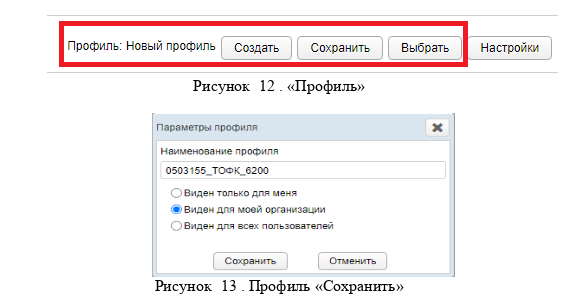 Профиль: Новый профиль Создать Сохранить Выбрать Настройки
Рисунок 12 . «Профиль»
Параметры профиля
Наименование профиля
0503155_ТОФК_6200
Виден только для меня
Виден для моей организации
Виден для всех пользователей
Сохранить Отменить
Рисунок 13 . Профиль «Сохранить»